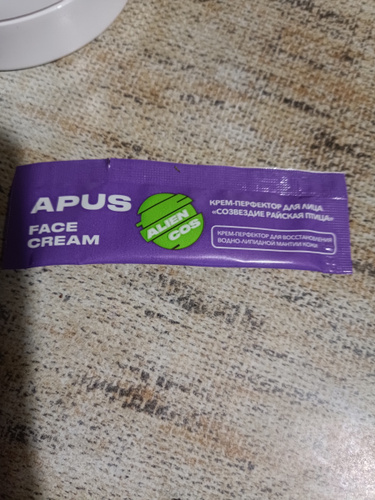 APUS
FACE
CREAM
ALIEN
COS
КРЕМ-ПЕРФЕКТОР ДЛЯ ЛИЦА
«СОЗВЕЗДИЕ РАЙСКАЯ ПТИЦА»
КРЕМ-ПЕРФЕКТОР ДЛЯ ВОССТАНОВЛЕНИЯ
ВОДНО-ЛИПИДНОЙ МАНТИИ КОЖИ